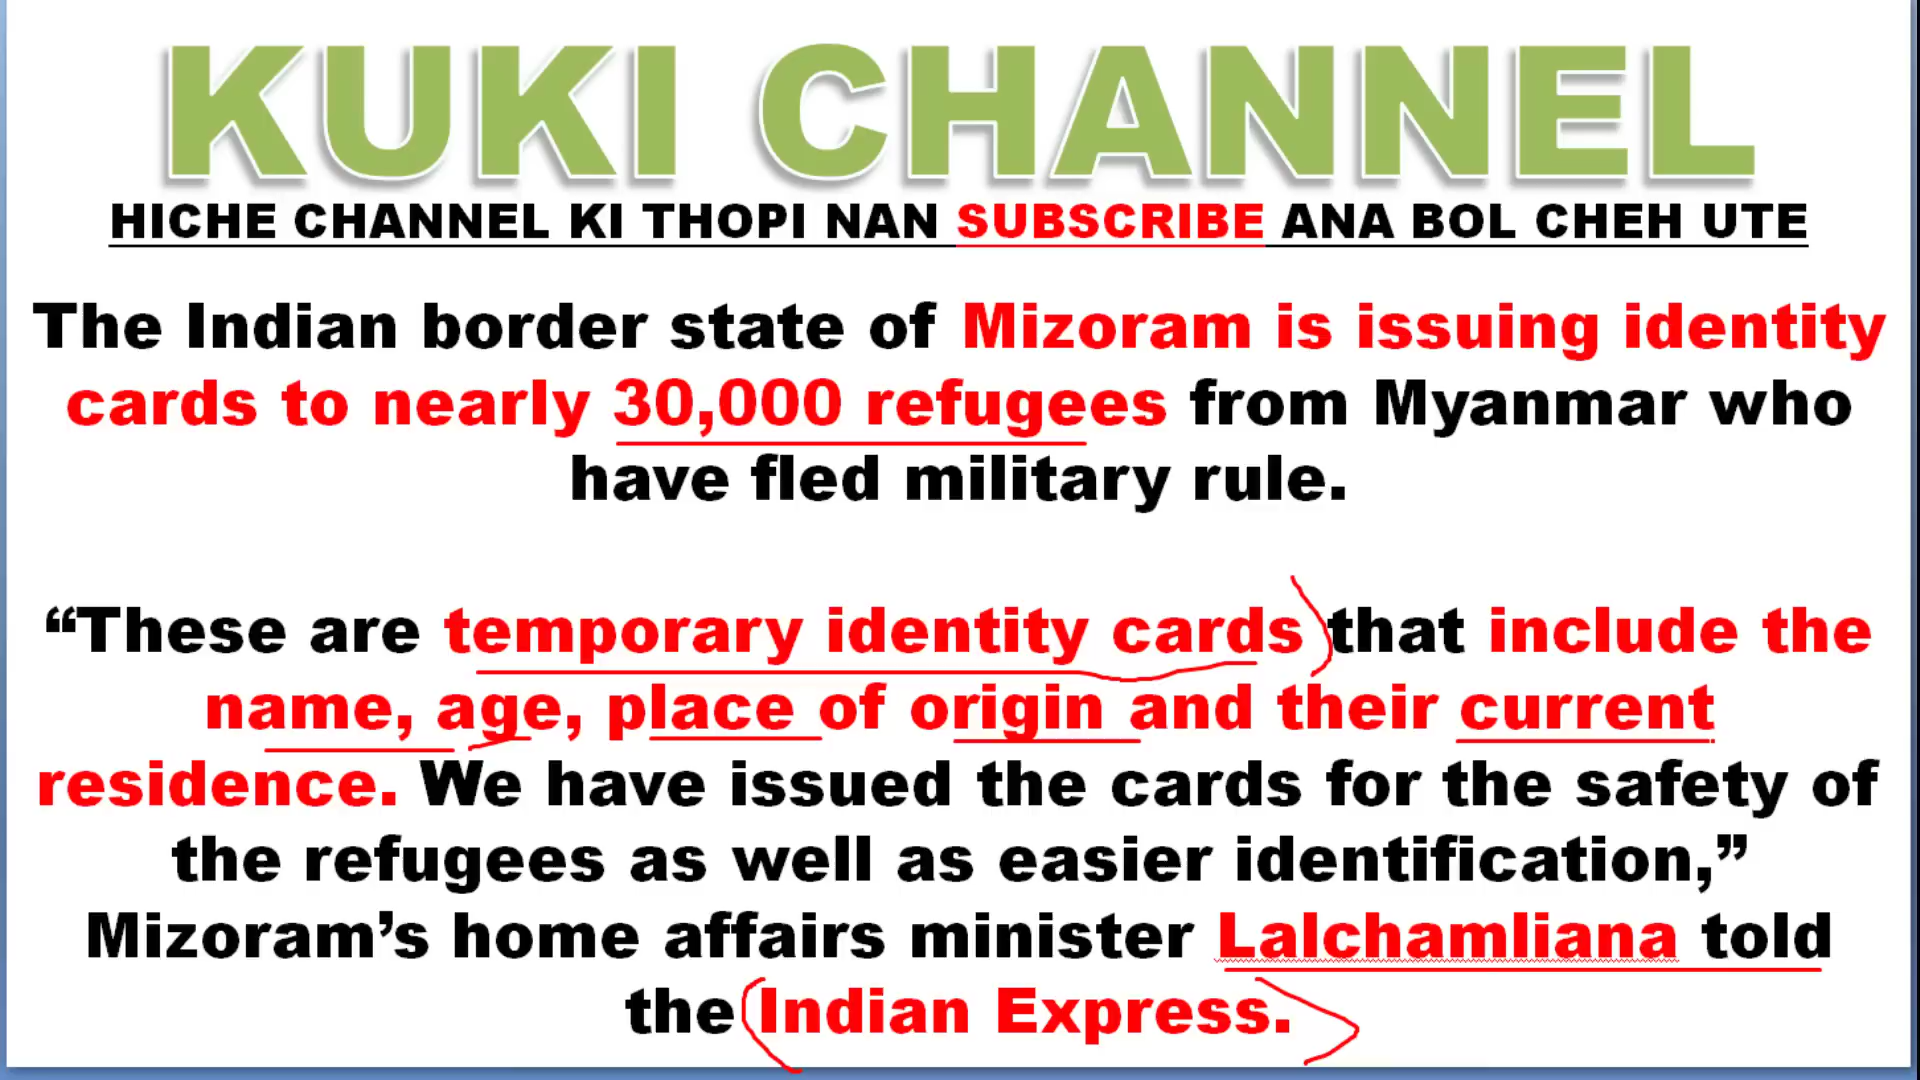 KUKI CHANNEL
HICHE CHANNEL KI THOPI NAN SUBSCRIBE ANA BOL CHEH UTE
The Indian border state of Mizoram is issuing identity
cards to nearly 30,000 refugees from Myanmar who
have fled military rule.
“These are temporary identity cards that include the
name, age, place of origin and their current
residence. We have issued the cards for the safety of
the refugees as well as easier identification,”
Mizoram’s home affairs minister Lalchamliana told
the Indian Express.